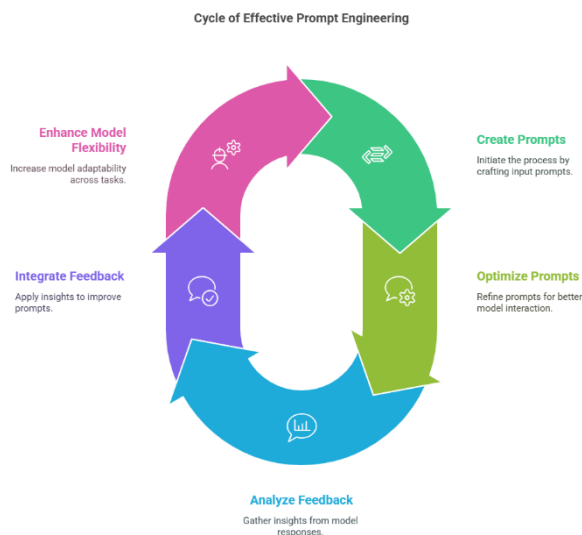 Cycle of Effective Prompt Engineering
Enhance Model
Flexibility
Increase model adaptability
across tasks.
Create Prompts
Initiate the process by
crafting input prompts.
Integrate Feedback
Apply insights to improve
prompts.
Optimize Prompts
Refine prompts for better
model interaction.
Analyze Feedback
Gather insights from model
responses.